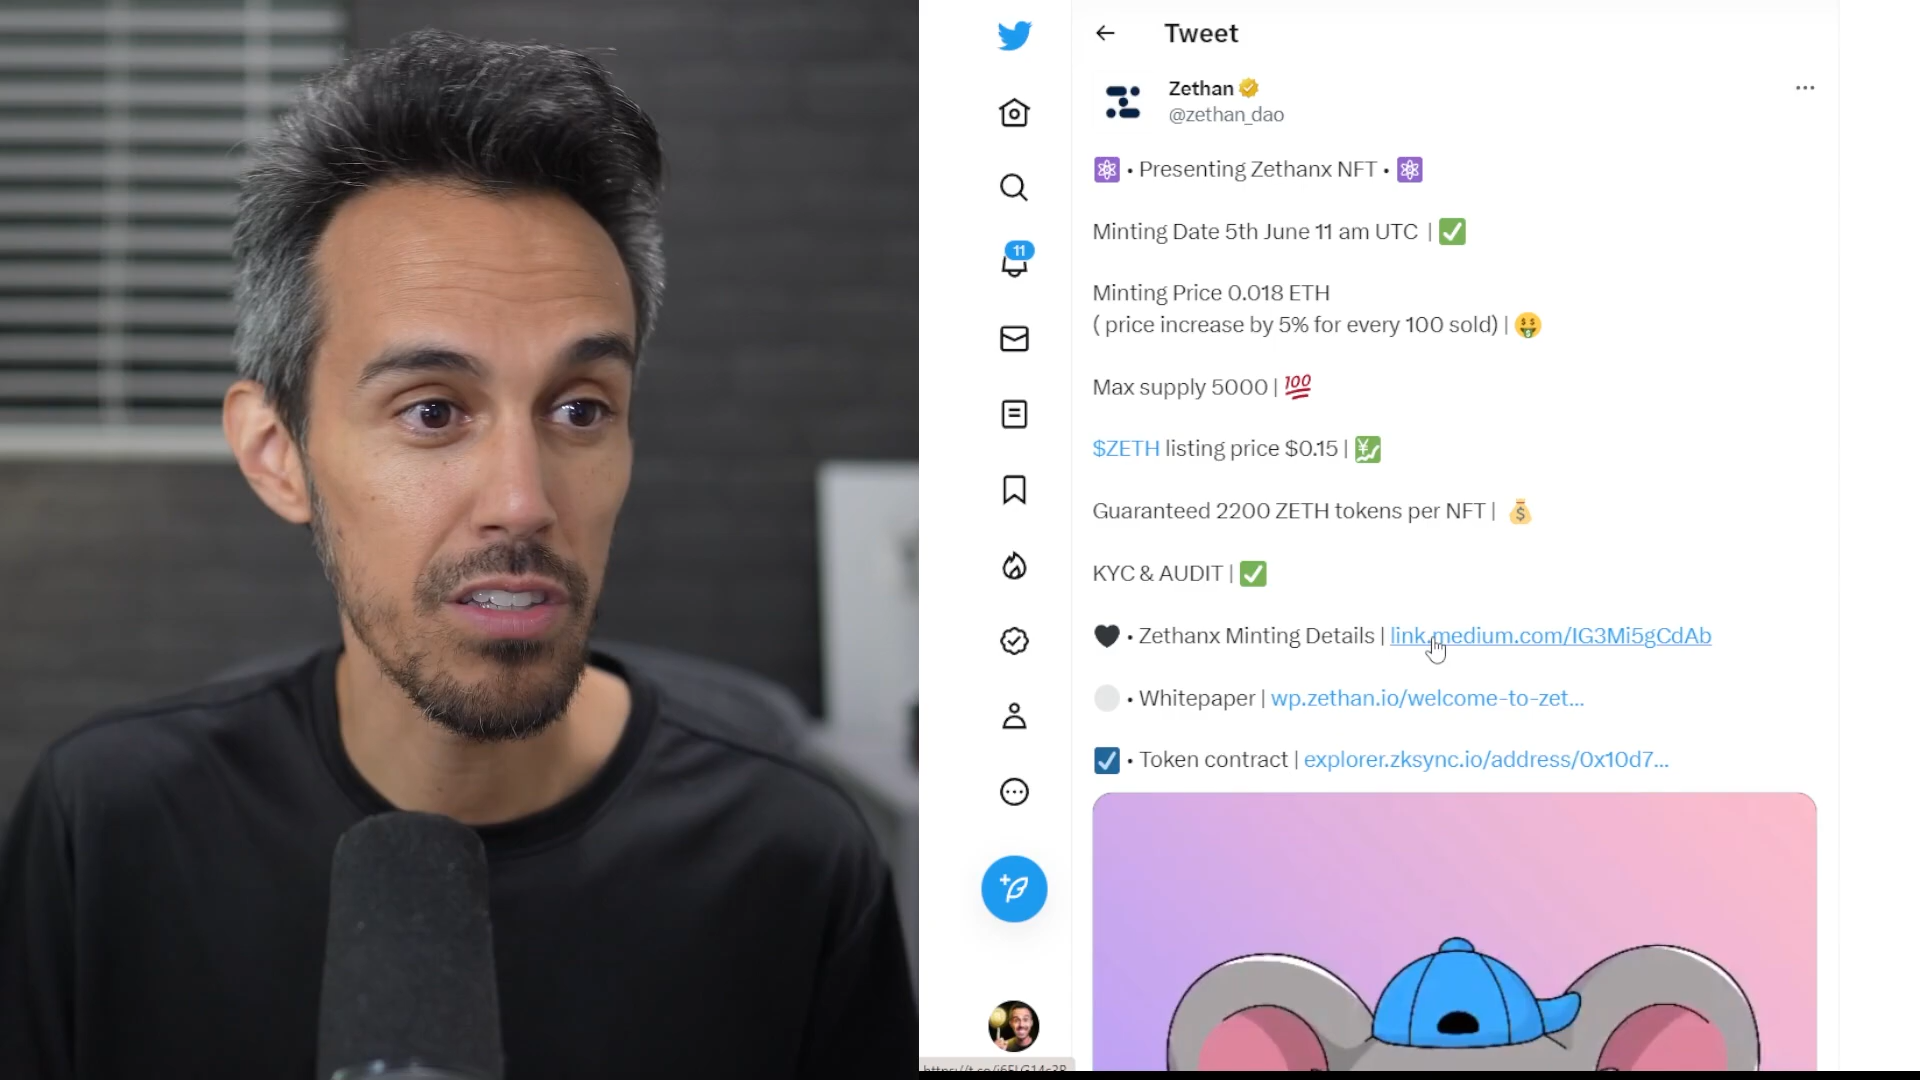 Tweet
Zethan
@zethan_dao
• Presenting Zethanx NFT •
Minting Date 5th June 11 am UTC |
11
Minting Price 0.018 ETH
( price increase by 5% for every 100 sold) |
Max supply 5000 | 100
$ZETH listing price $0.15 |
Guaranteed 2200 ZETH tokens per NFT |
KYC & AUDIT |
• Zethanx Minting Details | link.medium.com/IG3Mi5gCdAb
• Whitepaper | wp.zethan.io/welcome-to-zet...
• Token contract | explorer.zksync.io/address/0x10d7...